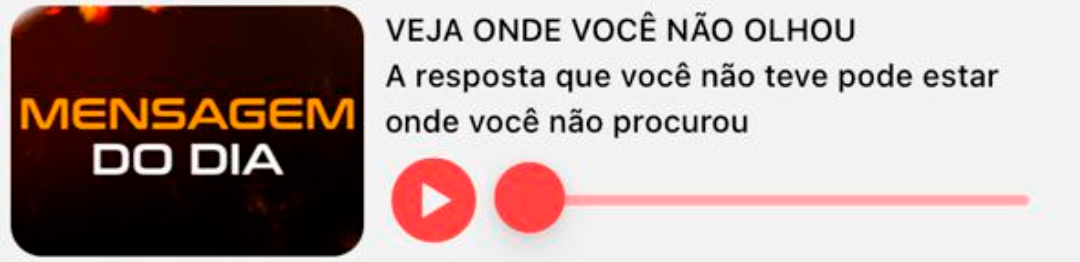 MENSAGEM
DO DIA
VEJA ONDE VOCÊ NÃO OLHOU
A resposta que você não teve pode estar
onde você não procurou